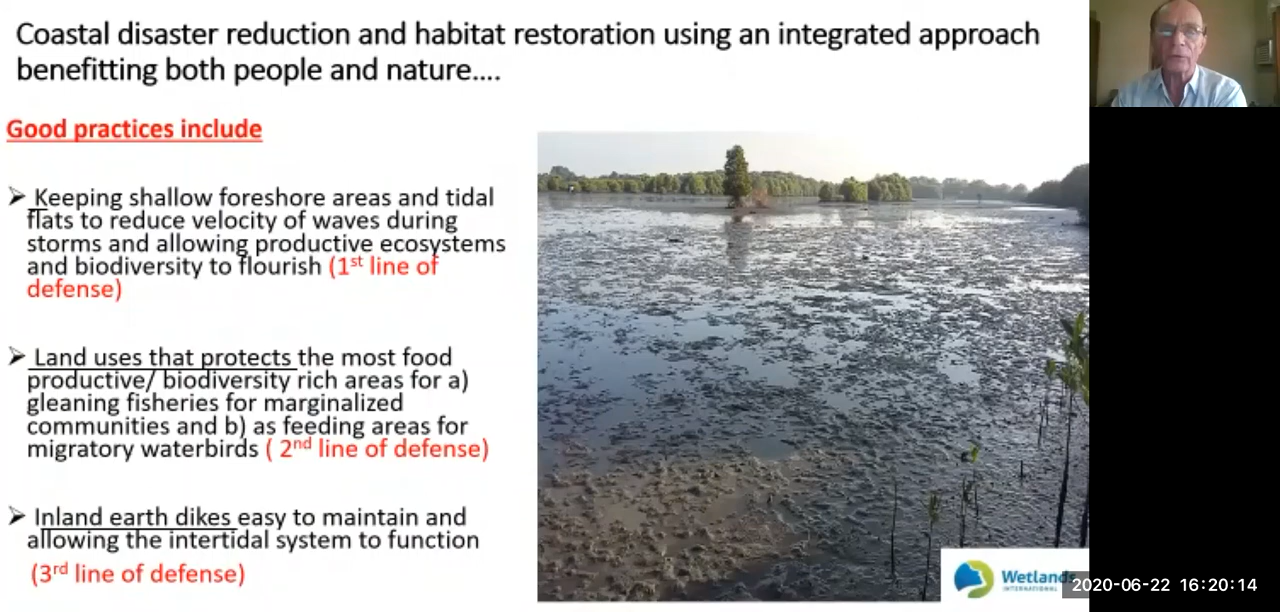 Coastal disaster reduction and habitat restoration using an integrated approach
benefitting both people and nature....
Good practices include
➢ Keeping shallow foreshore areas and tidal
flats to reduce velocity of waves during
storms and allowing productive ecosystems
and biodiversity to flourish (1st line of
defense)
➢ Land uses that protects the most food
productive/ biodiversity rich areas for a)
gleaning fisheries for marginalized
communities and b) as feeding areas for
migratory waterbirds ( 2nd line of defense)
➢ Inland earth dikes easy to maintain and
allowing the intertidal system to function
(3rd line of defense)
Wetlands
INTERNATIONAL
2020-06-22 16:20:14